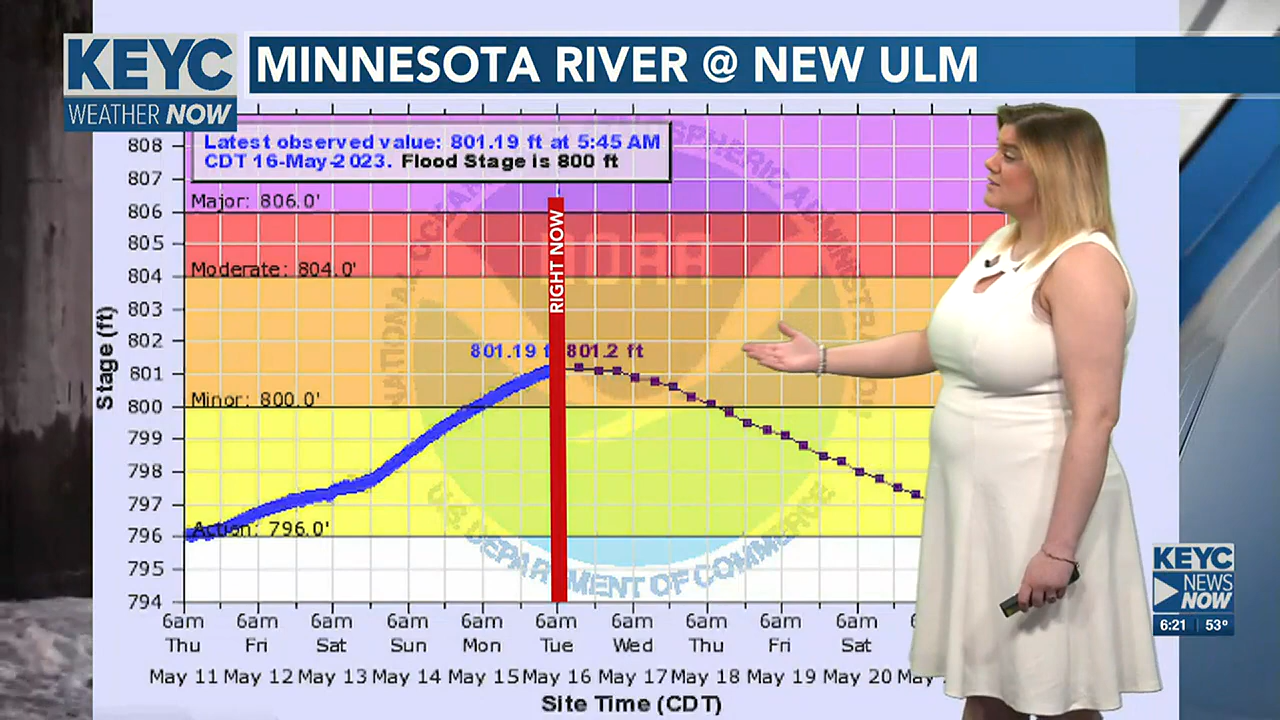 KEYC
WEATHER NOW
MINNESOTA RIVER @ NEW ULM
Latest observed value: 801.19 ft at 5:45 AM
CDT 16-May-2023. Flood Stage is 800 ft
Major: 806.0'
Moderate: 804.0'
Minor: 800.0'
Action: 796.0'
RIGHT NOW
801.19
801.2 ft
NOAA
U.S. DEPARTMENT OF COMMERCE
Stage (ft)
808
807
806
805
804
803
802
801
800
799
798
797
796
795
794
6am 6am 6am 6am 6am 6am 6am 6am 6am 6am
Thu Fri Sat Sun Mon Tue Wed Thu Fri Sat
May 11 May 12 May 13 May 14 May 15 May 16 May 17 May 18 May 19 May 20 May
Site Time (CDT)
KEYC
NEWS
NOW
6:21 53°